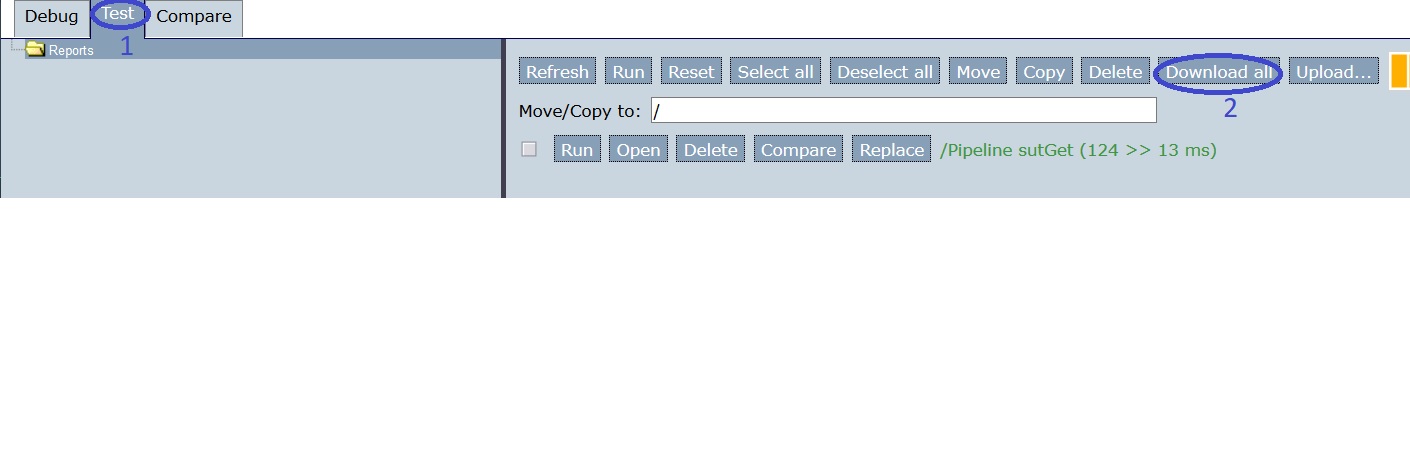 Debug Test Compare
1
Reports
Refresh Run Reset Select all Deselect all Move Copy Delete Download all Upload...
2
Move/Copy to: /
Run Open Delete Compare Replace /Pipeline sutGet (124 >> 13 ms)